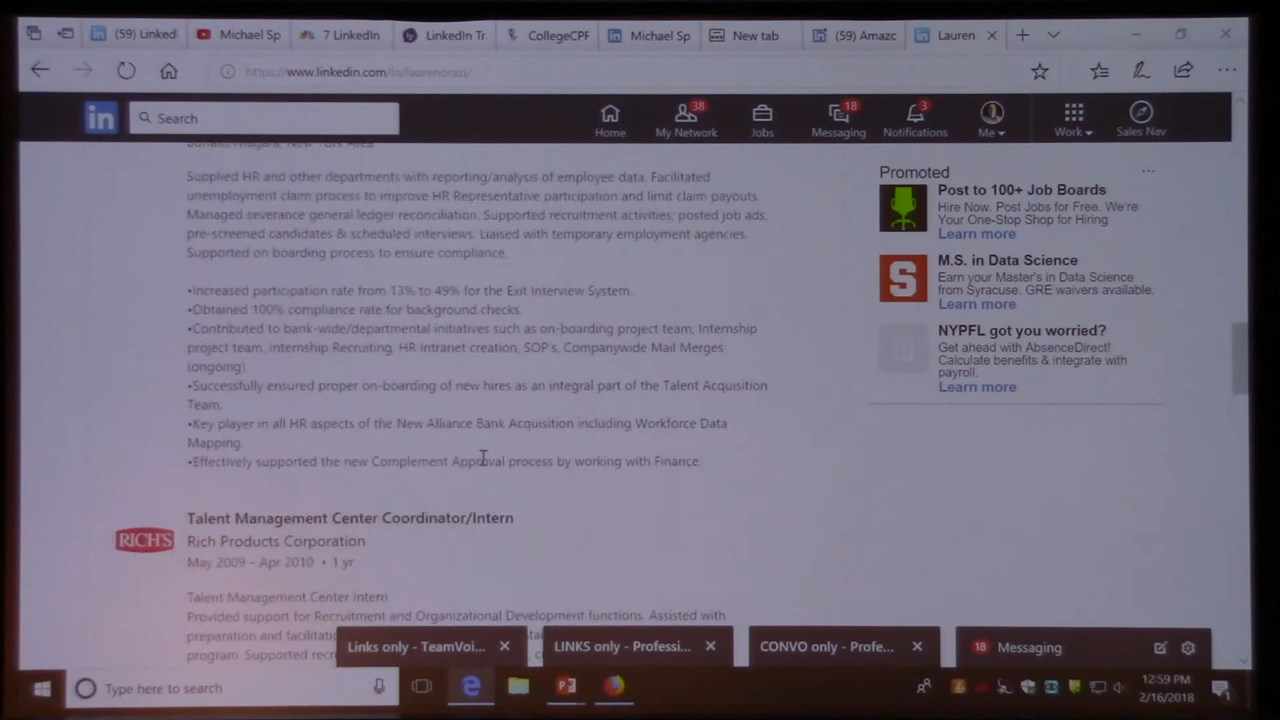 (59) Linked
Michael Sp
7 LinkedIn
LinkedIn Tr
CollegeCPF
Michael Sp
New tab
(59) Amazc
Lauren
https://www.linkedin.com/in/laurenorazi/
in
Search
38
18
3
Home
My Network
Jobs
Messaging
Notifications
Me
Work
Sales Nav
Supplied HR and other departments with reporting/analysis of employee data. Facilitated
unemployment claim process to improve HR Representative participation and limit claim payouts.
Managed severance general ledger reconciliation. Supported recruitment activities; posted job ads,
pre-screened candidates & scheduled interviews. Liaised with temporary employment agencies.
Supported on boarding process to ensure compliance.
•Increased participation rate from 13% to 49% for the Exit Interview System.
•Obtained 100% compliance rate for background checks.
•Contributed to bank-wide/departmental initiatives such as on-boarding project team, Internship
project team, internship Recruiting, HR Intranet creation, SOP's, Companywide Mail Merges
(ongoing).
•Successfully ensured proper on-boarding of new hires as an integral part of the Talent Acquisition
Team.
•Key player in all HR aspects of the New Alliance Bank Acquisition including Workforce Data
Mapping.
•Effectively supported the new Complement Approval process by working with Finance.
RICH'S
Talent Management Center Coordinator/Intern
Rich Products Corporation
May 2009 – Apr 2010 • 1 yr
Talent Management Center intern
Provided support for Recruitment and Organizational Development functions. Assisted with
preparation and
program. Supported
Promoted
Post to 100+ Job Boards
Hire Now. Post Jobs for Free. We're
Your One-Stop Shop for Hiring
Learn more
S
M.S. in Data Science
Earn your Master's in Data Science
from Syracuse. GRE waivers available.
Learn more
NYPFL got you worried?
Get ahead with AbsenceDirect!
Calculate benefits & integrate with
payroll.
Learn more
Links only - TeamVoi...
LINKS only - Professi...
CONVO only - Profe...
18 Messaging
Type here to search
12:59 PM
2/16/2018